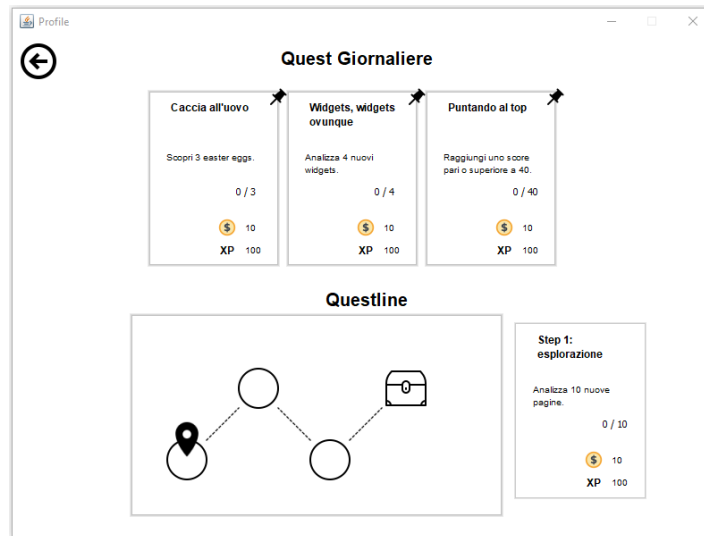 Profile
Quest Giornaliere
Caccia all'uovo
Scopri 3 easter eggs.
0 / 3
$ 10
XP 100
Widgets, widgets
ovunque
Analizza 4 nuovi
widgets.
0 / 4
$ 10
XP 100
Puntando al top
Raggiungi uno score
pari o superiore a 40.
0 / 40
$ 10
XP 100
Questline
Step 1:
esplorazione
Analizza 10 nuove
pagine.
0 / 10
$ 10
XP 100